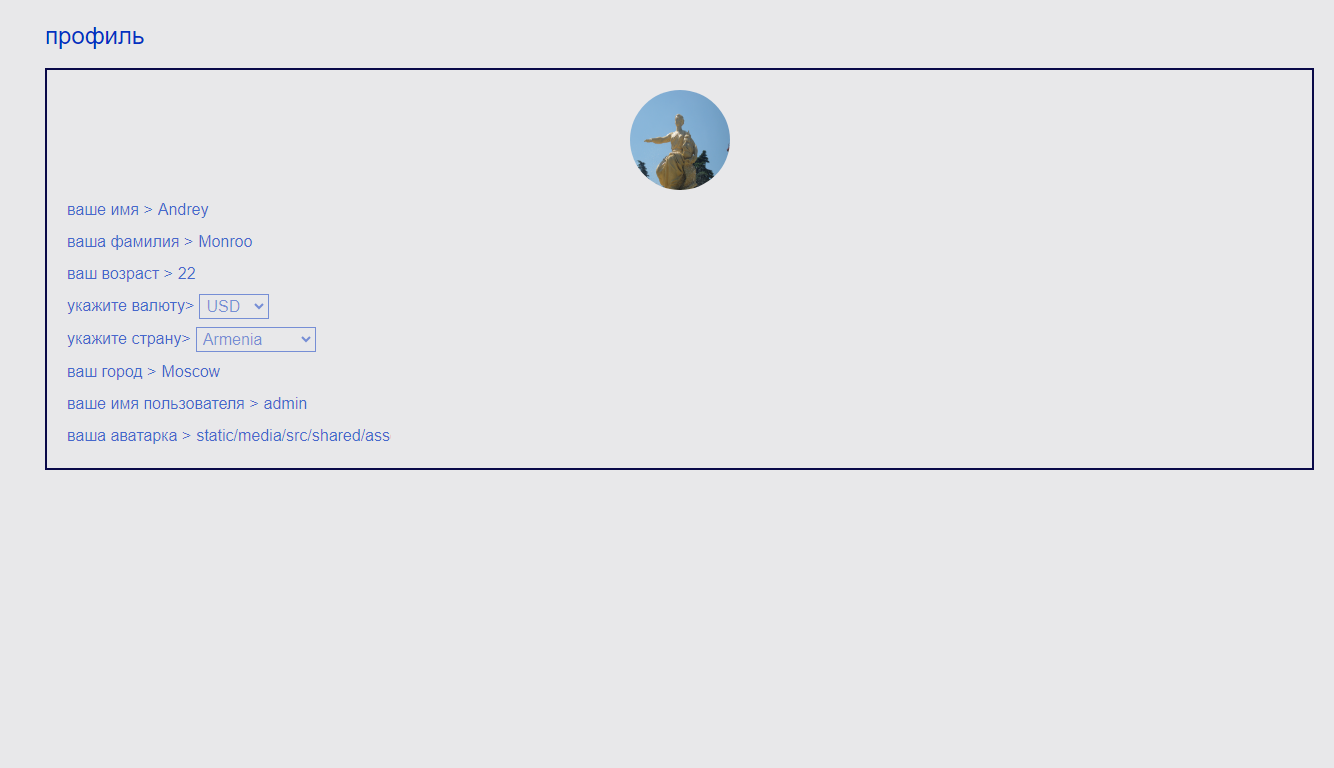 профиль
ваше имя > Andrey
ваша фамилия > Monroo
ваш возраст > 22
укажите валюту> USD
укажите страну> Armenia
ваш город > Moscow
ваше имя пользователя > admin
ваша аватарка > static/media/src/shared/ass